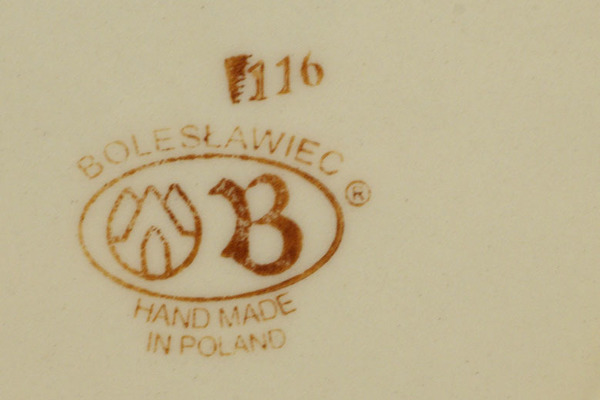 116
BOLESŁAWIEC
B ®
HAND MADE
IN POLAND